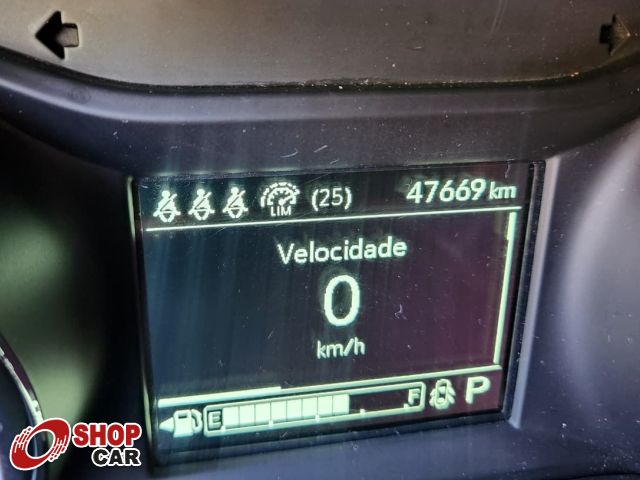 LIM (25) 47669 km
Velocidade
0
km/h
E F P
SHOP
CAR